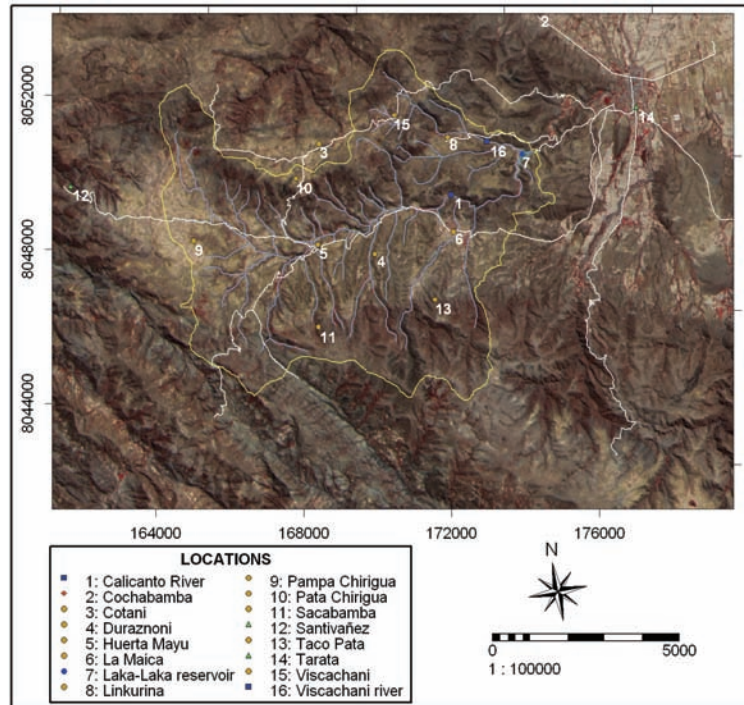 2
8052000
14
15
3
8
16
7
10
12
1
9
6
5
4
13
11
8048000
8044000
164000 168000 172000 176000
LOCATIONS
1: Calicanto River
2: Cochabamba
3: Cotani
4: Duraznoni
5: Huerta Mayu
6: La Maica
7: Laka-Laka reservoir
8: Linkurina
9: Pampa Chirigua
10: Pata Chirigua
11: Sacabamba
12: Santivañez
13: Taco Pata
14: Tarata
15: Viscachani
16: Viscachani river
N
0 5000
1 : 100000